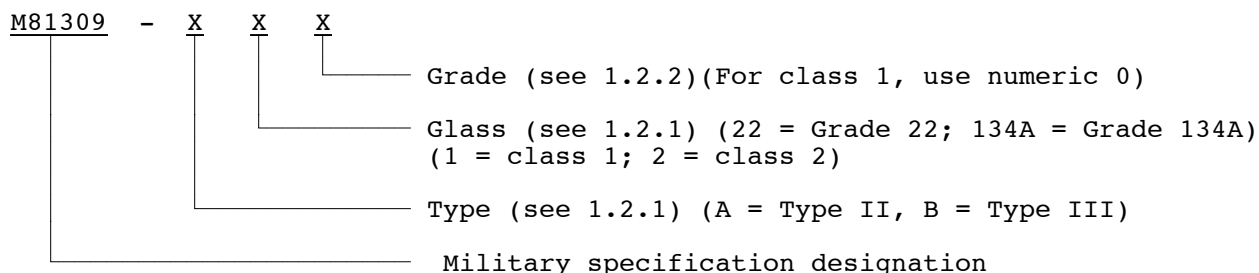 M81309 - X X X
Grade (see 1.2.2)(For class 1, use numeric 0)
Glass (see 1.2.1) (22 = Grade 22; 134A = Grade 134A)
(1 = class 1; 2 = class 2)
Type (see 1.2.1) (A = Type II, B = Type III)
Military specification designation